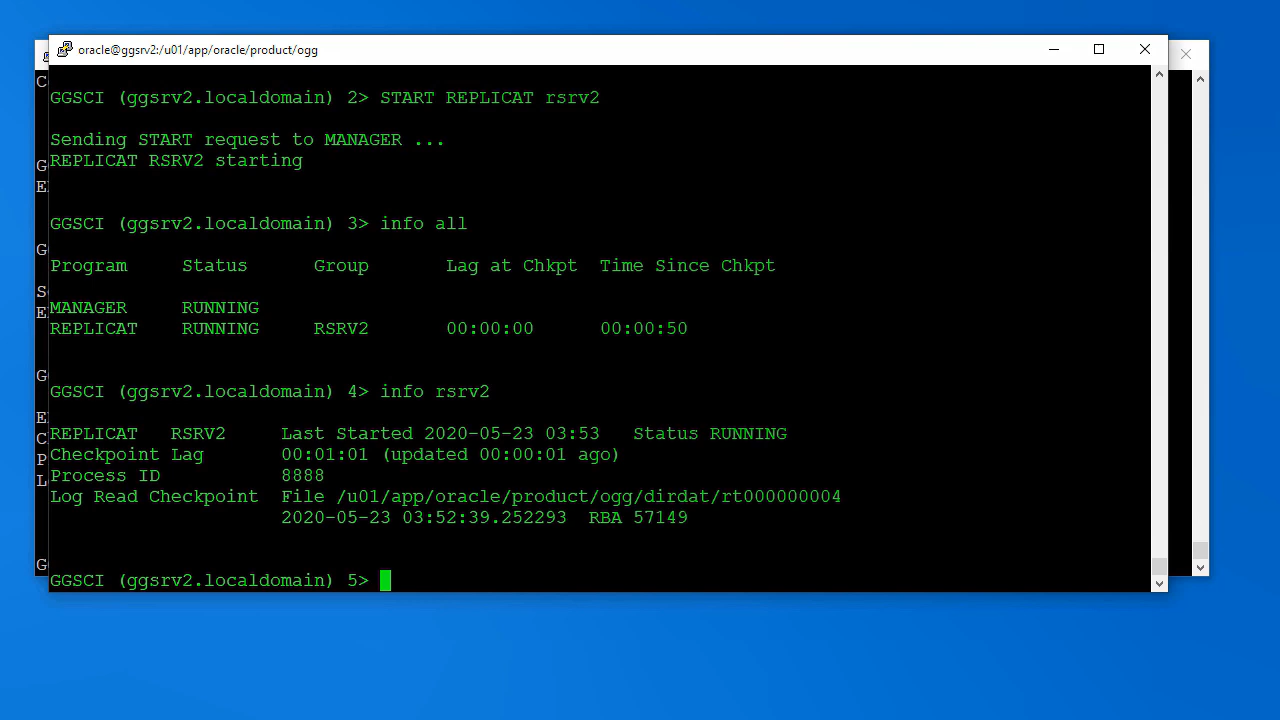 oracle@ggsrv2:/u01/app/oracle/product/ogg
GGSCI (ggsrv2.localdomain) 2> START REPLICAT rsrv2
Sending START request to MANAGER ...
REPLICAT RSRV2 starting
GGSCI (ggsrv2.localdomain) 3> info all
Program     Status      Group       Lag at Chkpt  Time Since Chkpt
MANAGER     RUNNING
REPLICAT    RUNNING     RSRV2       00:00:00      00:00:50
GGSCI (ggsrv2.localdomain) 4> info rsrv2
REPLICAT   RSRV2     Last Started 2020-05-23 03:53   Status RUNNING
Checkpoint Lag       00:01:01 (updated 00:00:01 ago)
Process ID           8888
Log Read Checkpoint  File /u01/app/oracle/product/ogg/dirdat/rt000000004
                     2020-05-23 03:52:39.252293  RBA 57149
GGSCI (ggsrv2.localdomain) 5>